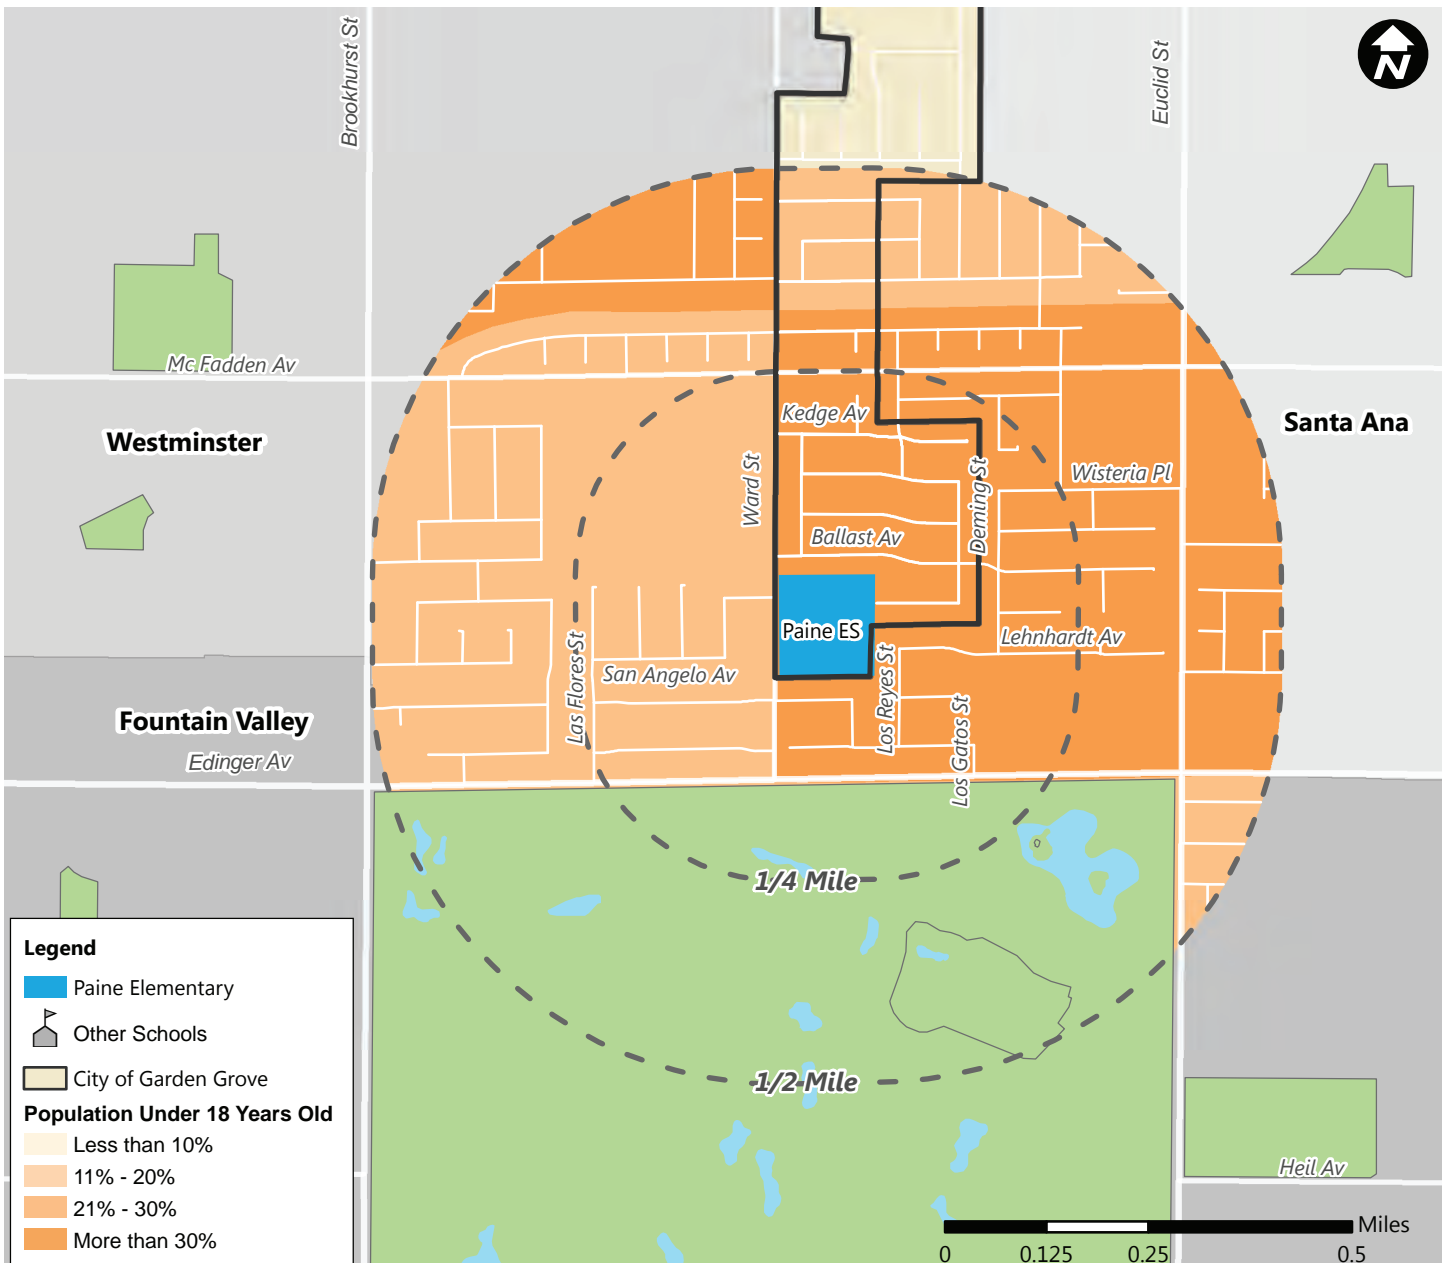 Brookhurst St
Euclid St
N
Mc Fadden Av
Westminster
Santa Ana
Kedge Av
Ward St
Deming St
Wisteria Pl
Ballast Av
Paine ES
Lehnhardt Av
Las Flores St
San Angelo Av
Los Reyes St
Los Gatos St
Fountain Valley
Edinger Av
1/4 Mile
1/2 Mile
Heil Av
Legend
Paine Elementary
Other Schools
City of Garden Grove
Population Under 18 Years Old
Less than 10%
11% - 20%
21% - 30%
More than 30%
Miles
0 0.125 0.25 0.5